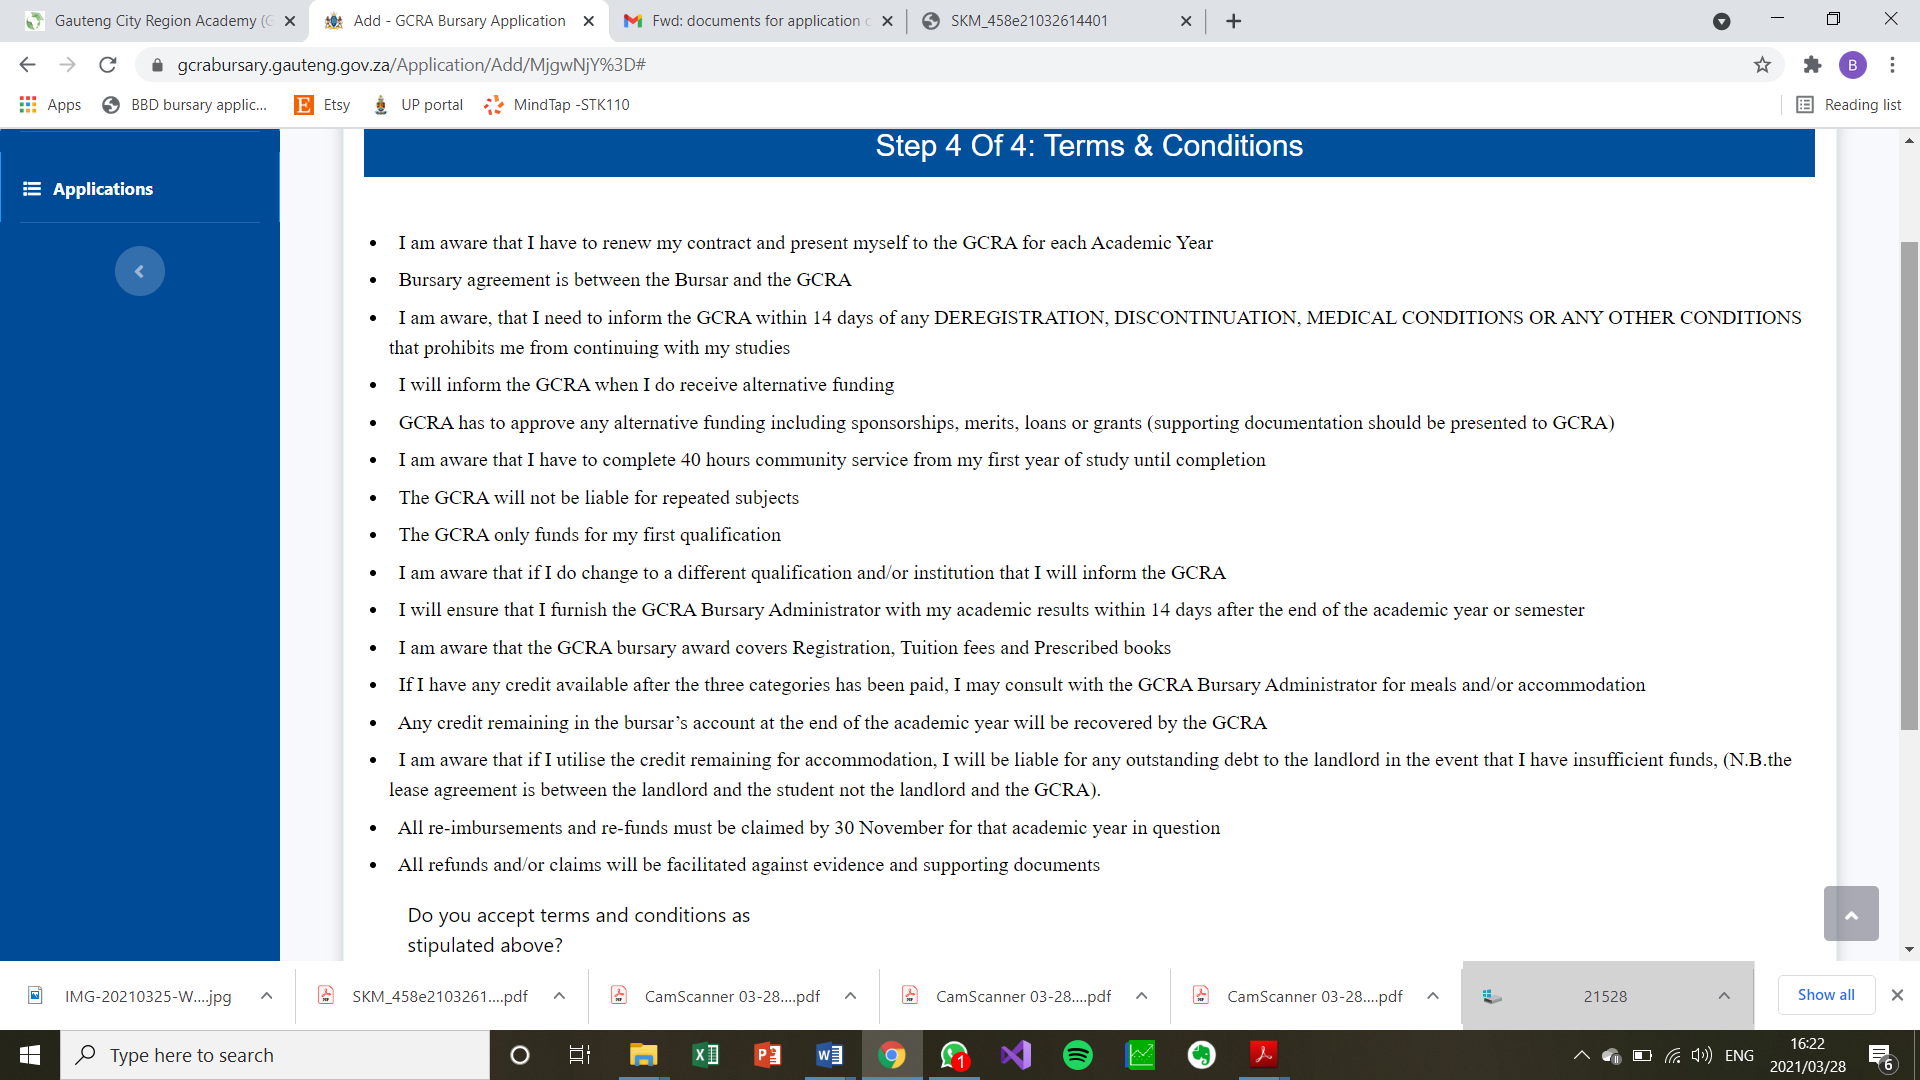 Gauteng City Region Academy (G
Add - GCRA Bursary Application
Fwd: documents for application
SKM_458e21032614401
gcrabursary.gauteng.gov.za/Application/Add/MjgwNjY%3D#
B
Apps
BBD bursary applic...
Etsy
UP portal
MindTap -STK110
Reading list
Applications
Step 4 Of 4: Terms & Conditions
• I am aware that I have to renew my contract and present myself to the GCRA for each Academic Year
• Bursary agreement is between the Bursar and the GCRA
• I am aware, that I need to inform the GCRA within 14 days of any DEREGISTRATION, DISCONTINUATION, MEDICAL CONDITIONS OR ANY OTHER CONDITIONS
that prohibits me from continuing with my studies
• I will inform the GCRA when I do receive alternative funding
• GCRA has to approve any alternative funding including sponsorships, merits, loans or grants (supporting documentation should be presented to GCRA)
• I am aware that I have to complete 40 hours community service from my first year of study until completion
• The GCRA will not be liable for repeated subjects
• The GCRA only funds for my first qualification
• I am aware that if I do change to a different qualification and/or institution that I will inform the GCRA
• I will ensure that I furnish the GCRA Bursary Administrator with my academic results within 14 days after the end of the academic year or semester
• I am aware that the GCRA bursary award covers Registration, Tuition fees and Prescribed books
• If I have any credit available after the three categories has been paid, I may consult with the GCRA Bursary Administrator for meals and/or accommodation
• Any credit remaining in the bursar’s account at the end of the academic year will be recovered by the GCRA
• I am aware that if I utilise the credit remaining for accommodation, I will be liable for any outstanding debt to the landlord in the event that I have insufficient funds, (N.B.the
lease agreement is between the landlord and the student not the landlord and the GCRA).
• All re-imbursements and re-funds must be claimed by 30 November for that academic year in question
• All refunds and/or claims will be facilitated against evidence and supporting documents
Do you accept terms and conditions as
stipulated above?
IMG-20210325-W....jpg
SKM_458e2103261....pdf
CamScanner 03-28....pdf
CamScanner 03-28....pdf
CamScanner 03-28....pdf
21528
Show all
Type here to search
1
ENG
16:22
2021/03/28
6